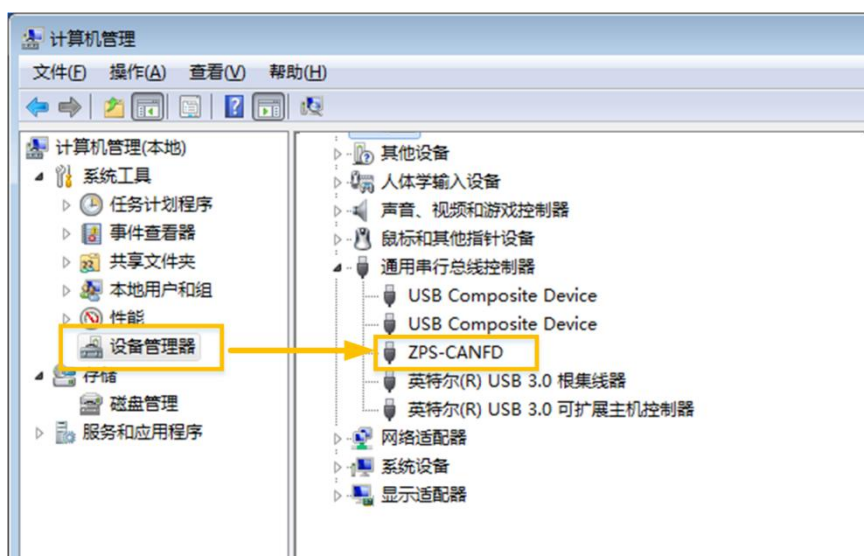 计算机管理
文件(F) 操作(A) 查看(V) 帮助(H)
计算机管理(本地)
系统工具
任务计划程序
事件查看器
共享文件夹
本地用户和组
性能
设备管理器
存储
磁盘管理
服务和应用程序
其他设备
人体学输入设备
声音、视频和游戏控制器
鼠标和其他指针设备
通用串行总线控制器
USB Composite Device
USB Composite Device
ZPS-CANFD
英特尔(R) USB 3.0 根集线器
英特尔(R) USB 3.0 可扩展主机控制器
网络适配器
系统设备
显示适配器